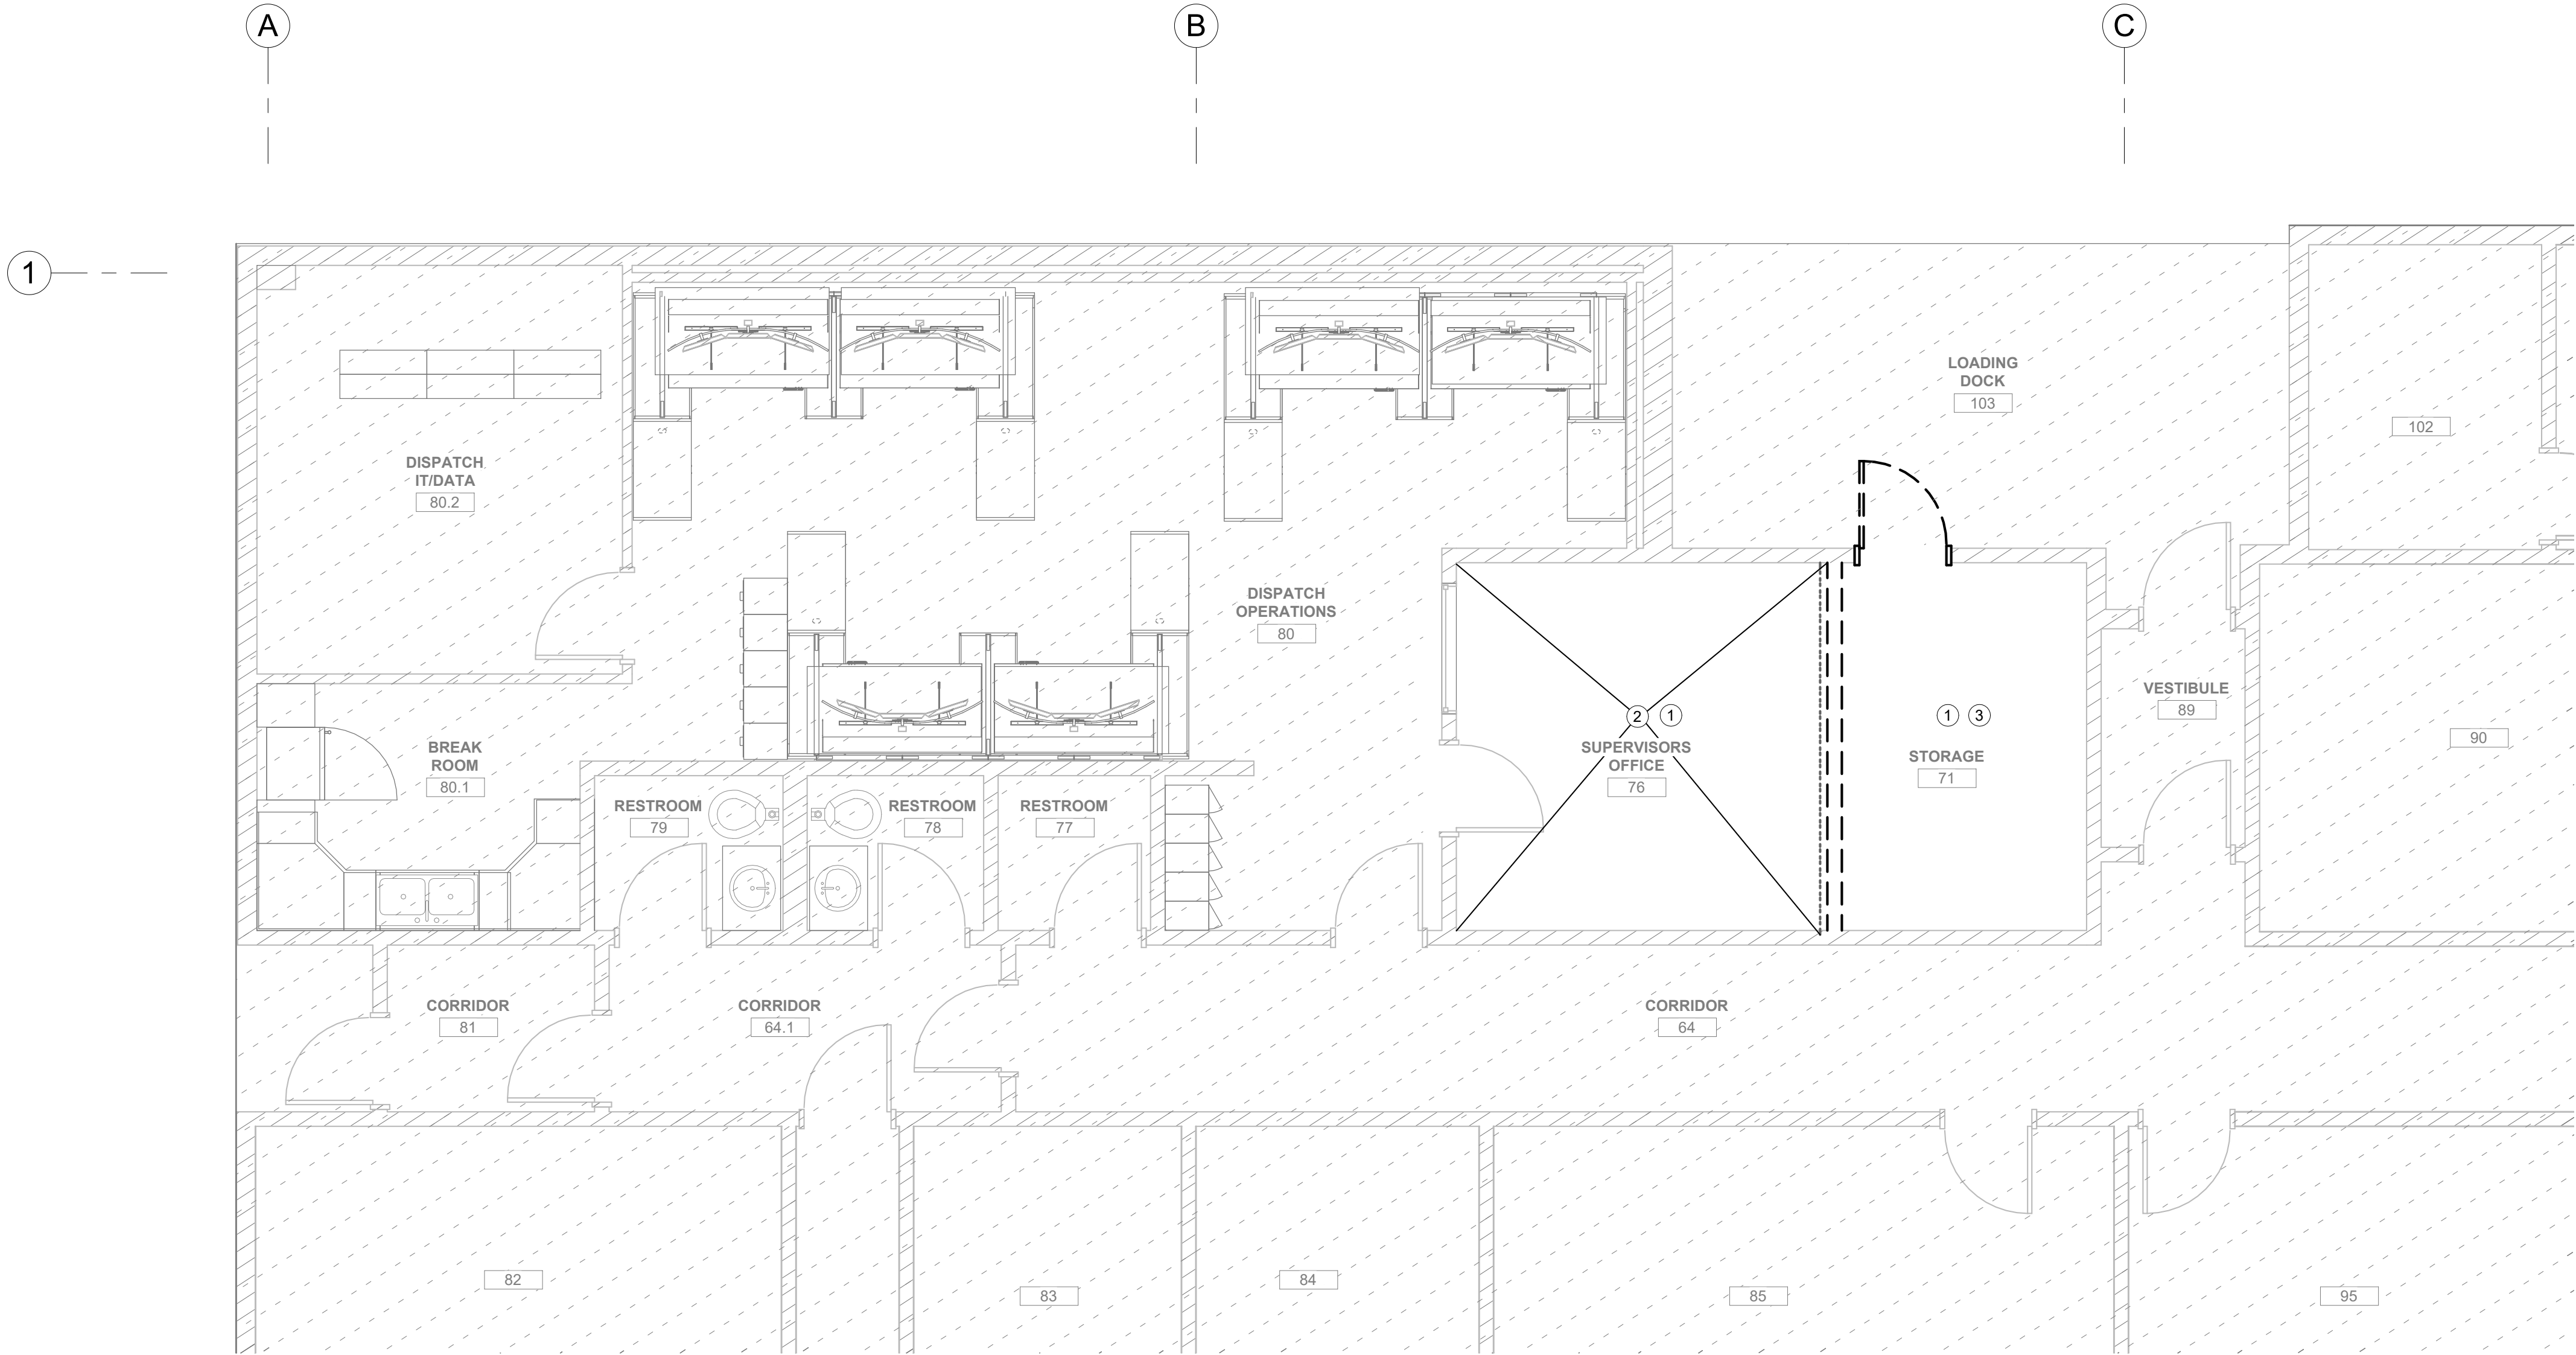 A
B
C
1
LOADING
DOCK
103
102
DISPATCH
IT/DATA
80.2
DISPATCH
OPERATIONS
80
VESTIBULE
89
2 1
1 3
90
BREAK
ROOM
80.1
SUPERVISORS
OFFICE
76
STORAGE
71
RESTROOM
79
RESTROOM
78
RESTROOM
77
CORRIDOR
81
CORRIDOR
64.1
CORRIDOR
64
82
83
84
85
95